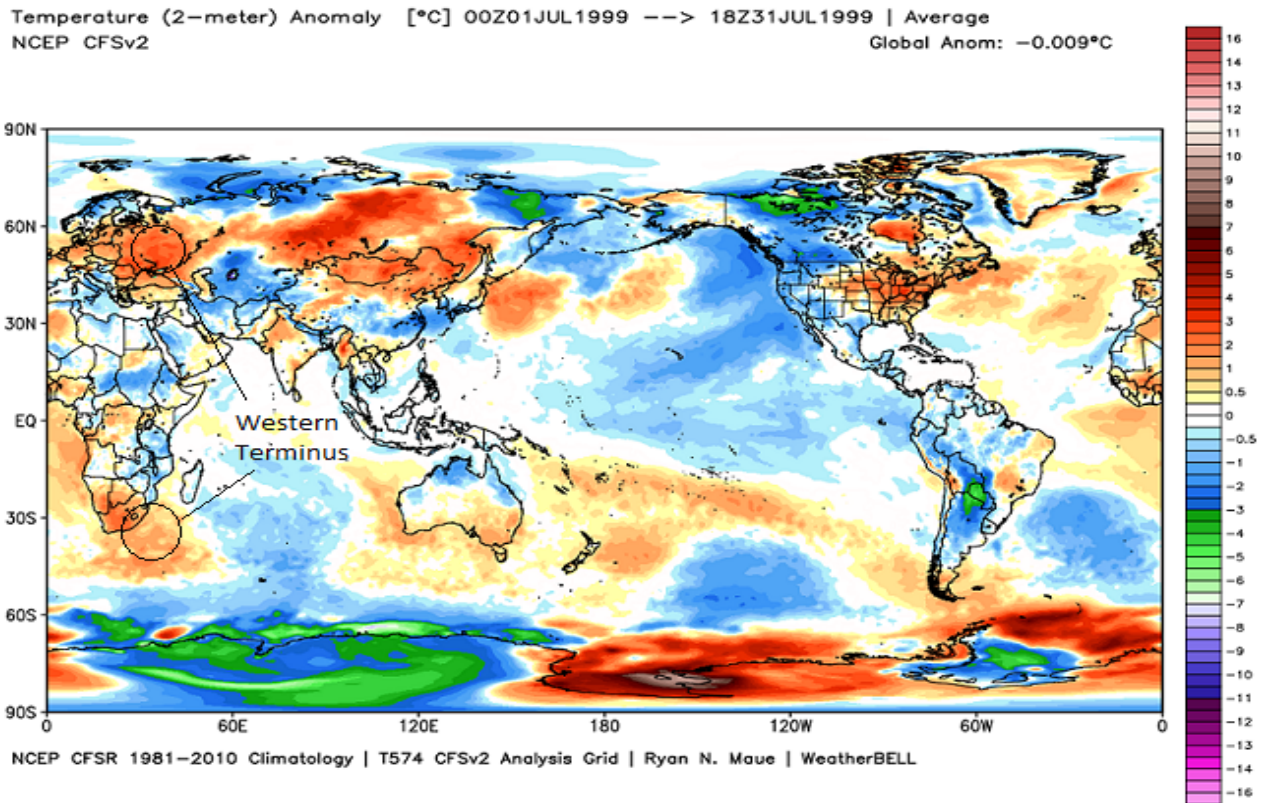 Temperature (2-meter) Anomaly [°C] 00Z01JUL1999 --> 18Z31JUL1999 | Average
NCEP CFSv2
Global Anom: -0.009°C
90N
60N
30N
EQ
30S
60S
90S
Western
Terminus
0 60E 120E 180 120W 60W 0
16
14
13
12
11
10
9
8
7
6
5
4
3
2
1
0.5
0
-0.5
-1
-2
-3
-4
-5
-6
-7
-8
-9
-10
-11
-12
-13
-14
-16
NCEP CFSR 1981-2010 Climatology | T574 CFSv2 Analysis Grid | Ryan N. Maue | WeatherBELL